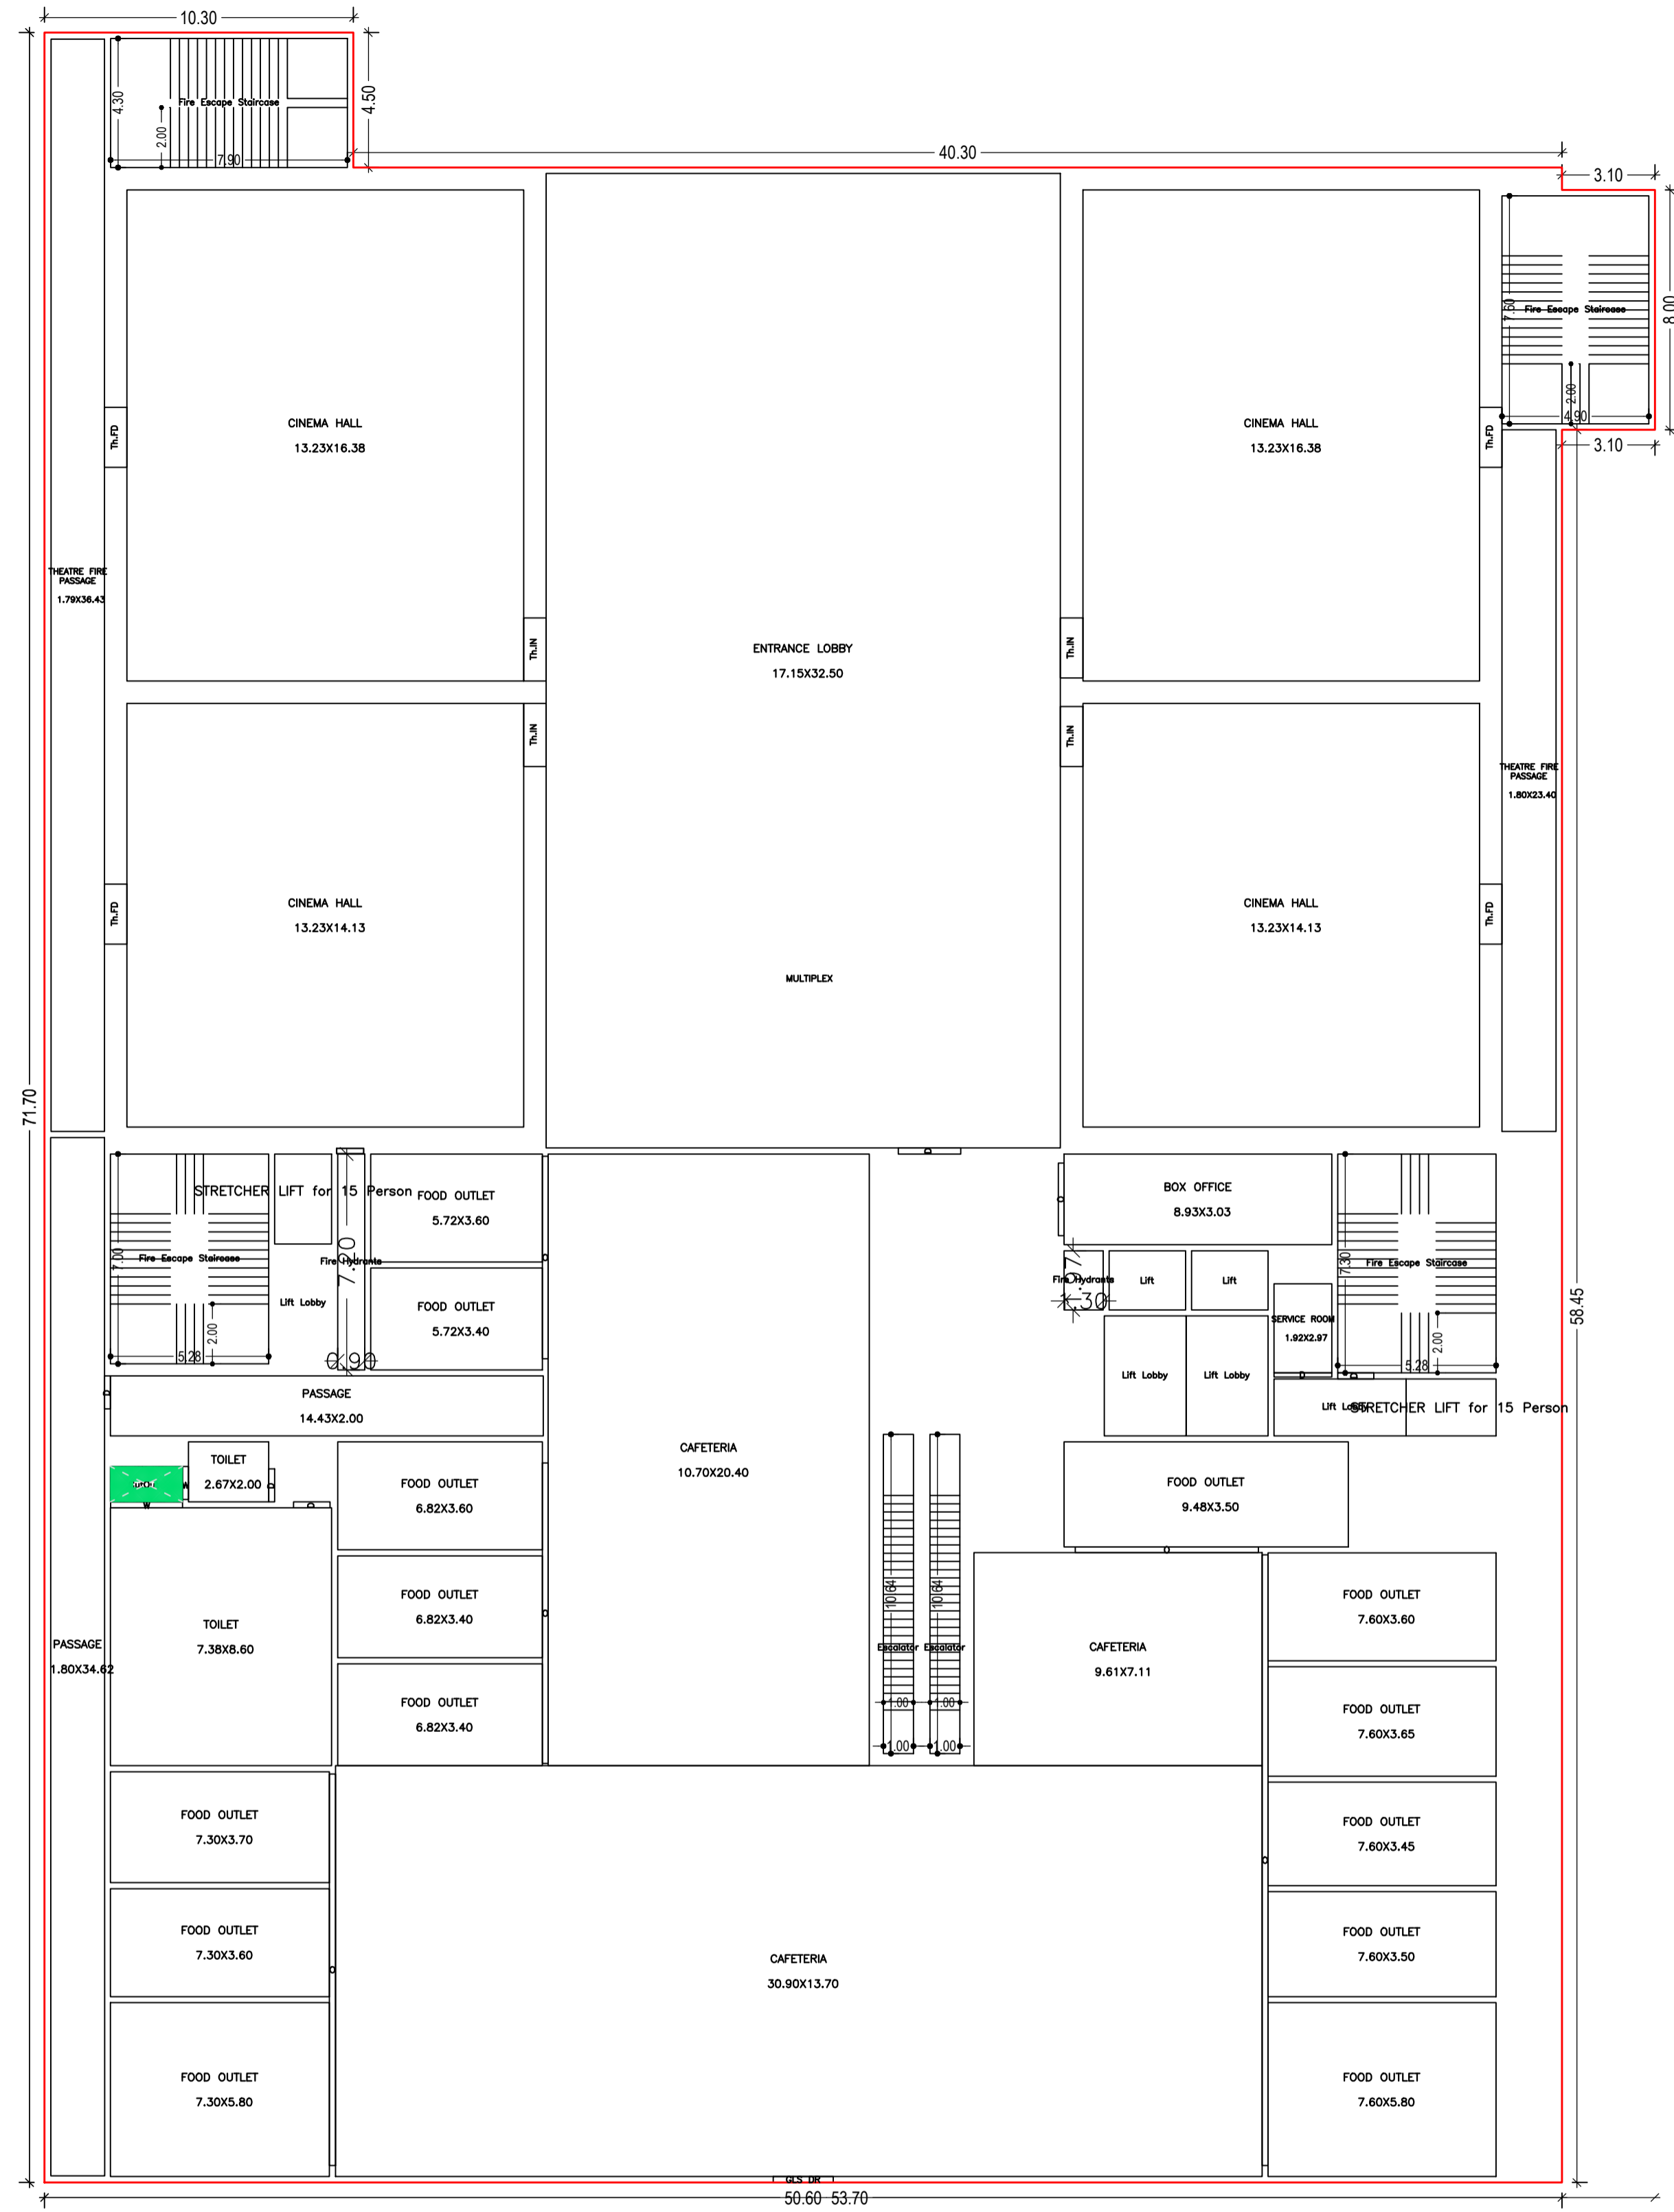 10.30
4.50
4.30
Fire Escape Staircase
2.00
7.90
40.30
3.10
8.00
7.60
Fire Escape Staircase
2.00
4.90
3.10
CINEMA HALL
13.23X16.38
CINEMA HALL
13.23X16.38
Th.FD
Th.FD
THEATRE FIRE
PASSAGE
1.79X36.43
Th.IN
Th.IN
ENTRANCE LOBBY
17.15X32.50
Th.IN
Th.IN
THEATRE FIRE
PASSAGE
1.80X23.40
CINEMA HALL
13.23X14.13
CINEMA HALL
13.23X14.13
Th.FD
Th.FD
MULTIPLEX
71.70
D
STRETCHER LIFT for 15 Person
FOOD OUTLET
5.72X3.60
BOX OFFICE
8.93X3.03
O
7.00
Fire Escape Staircase
7.20
Fire Hydrants
O
Lift Lobby
2.00
5.28
0.90
FOOD OUTLET
5.72X3.40
1.97
Fire Hydrants
1.30
Lift
Lift
7.30
Fire Escape Staircase
SERVICE ROOM
1.92X2.97
2.00
5.28
58.45
Lift Lobby
Lift Lobby
D
D
Lift Lobby
STRETCHER LIFT for 15 Person
D
PASSAGE
14.43X2.00
CAFETERIA
10.70X20.40
TOILET
2.67X2.00
W
D
W
D
FOOD OUTLET
6.82X3.60
FOOD OUTLET
9.48X3.50
O
FOOD OUTLET
6.82X3.40
O
10.64
10.64
FOOD OUTLET
7.60X3.60
TOILET
7.38X8.60
PASSAGE
1.80X34.62
Escalator
Escalator
CAFETERIA
9.61X7.11
FOOD OUTLET
6.82X3.40
1.00
1.00
FOOD OUTLET
7.60X3.65
1.00
1.00
FOOD OUTLET
7.30X3.70
FOOD OUTLET
7.60X3.45
O
FOOD OUTLET
7.30X3.60
O
CAFETERIA
30.90X13.70
FOOD OUTLET
7.60X3.50
FOOD OUTLET
7.30X5.80
FOOD OUTLET
7.60X5.80
GLS DR
50.60 53.70